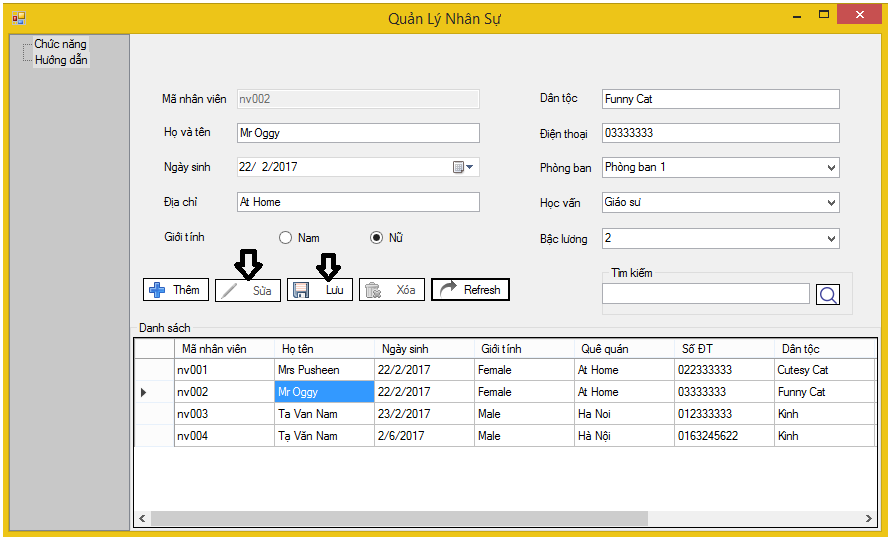 Quản Lý Nhân Sự
Chức năng
Hướng dẫn
Mã nhân viên nv002
Họ và tên Mr Oggy
Ngày sinh 22/ 2/2017
Địa chỉ At Home
Giới tính Nam Nữ
Dân tộc Funny Cat
Điện thoại 03333333
Phòng ban Phòng ban 1
Học vấn Giáo sư
Bậc lương 2
Thêm Sửa Lưu Xóa Refresh
Tìm kiếm
Danh sách
Mã nhân viên Họ tên Ngày sinh Giới tính Quê quán Số ĐT Dân tộc
nv001 Mrs Pusheen 22/2/2017 Female At Home 022333333 Cutesy Cat
nv002 Mr Oggy 22/2/2017 Female At Home 03333333 Funny Cat
nv003 Ta Van Nam 23/2/2017 Male Ha Noi 012333333 Kinh
nv004 Tạ Văn Nam 2/6/2017 Male Hà Nội 0163245622 Kinh